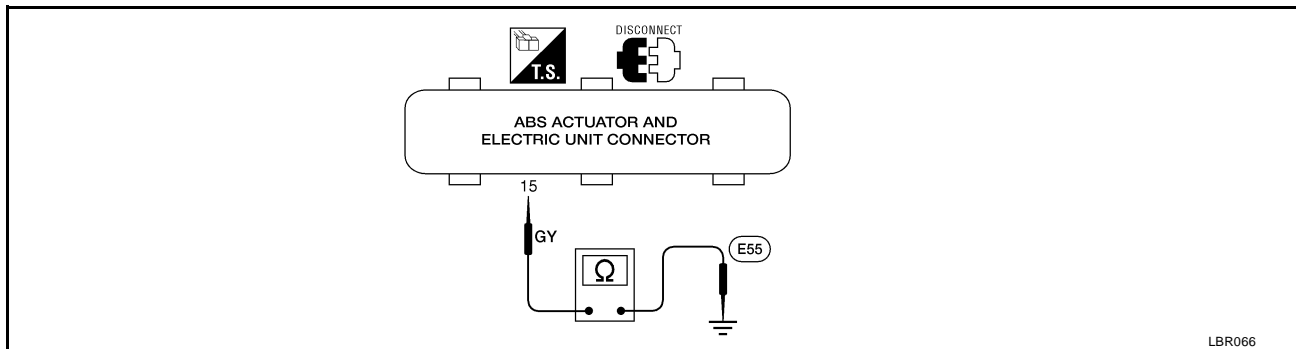 DISCONNECT
T.S.
ABS ACTUATOR AND
ELECTRIC UNIT CONNECTOR
15
GY
Ω
E55
LBR066